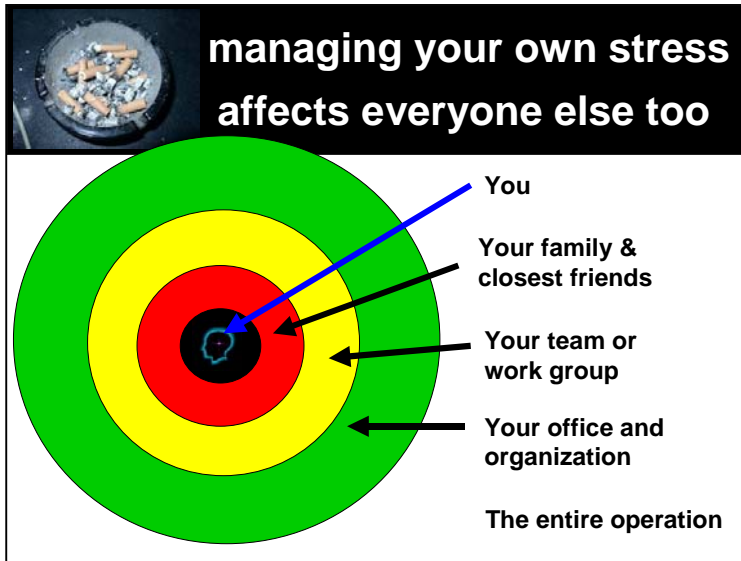 managing your own stress
affects everyone else too
You
Your family &
closest friends
Your team or
work group
Your office and
organization
The entire operation